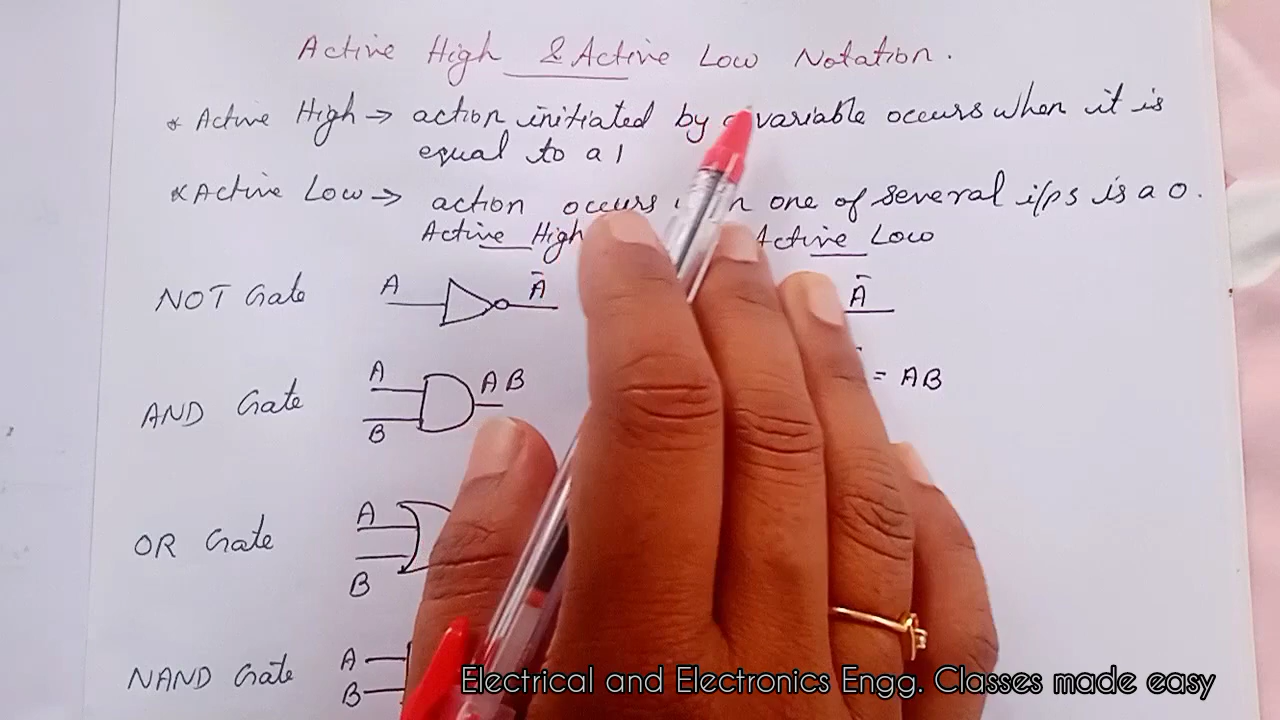 Active High & Active Low Notation.
* Active High → action initiated by a variable occurs when it is
equal to a 1
* Active Low → action occurs one of several i/ps is a 0.
Active High Active Low
NOT Gate A Ā Ā
AND Gate A B AB = AB
OR Gate A B
NAND Gate A B
Electrical and Electronics Engg. Classes made easy